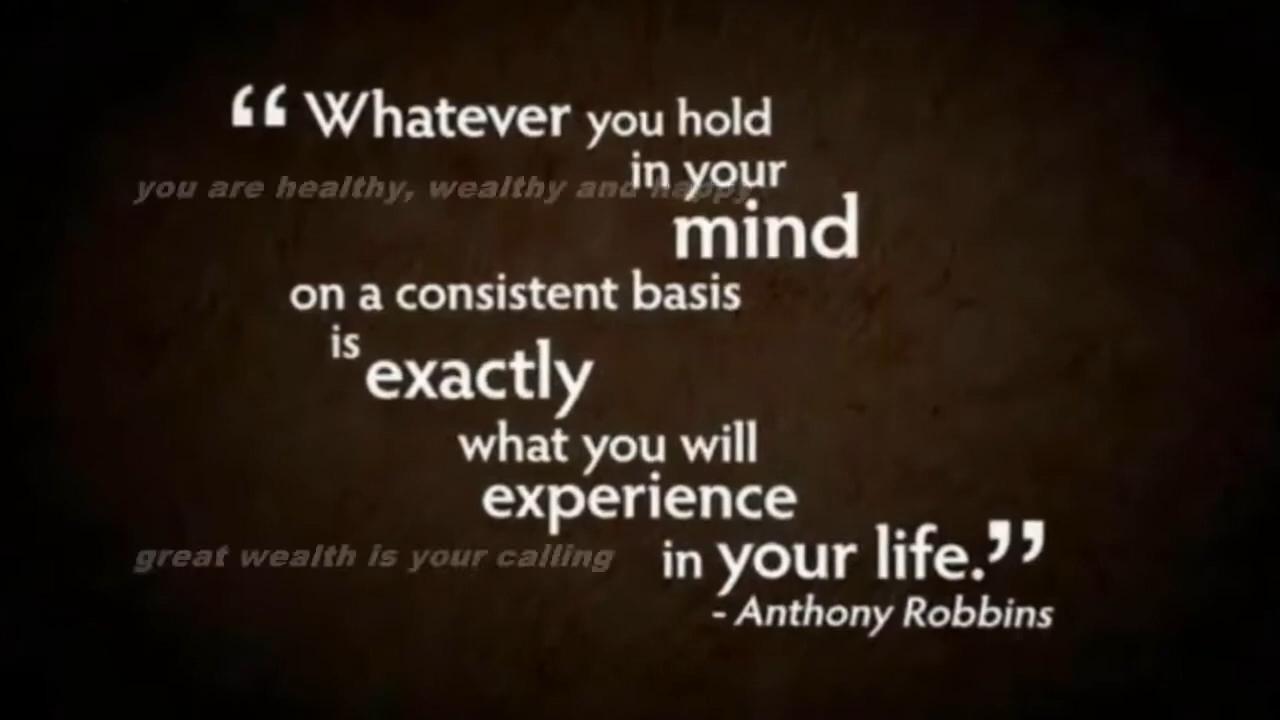 “ Whatever you hold
in your
you are healthy, wealthy and happy.
mind
on a consistent basis
is exactly
what you will
experience
great wealth is your calling
in your life.”
- Anthony Robbins